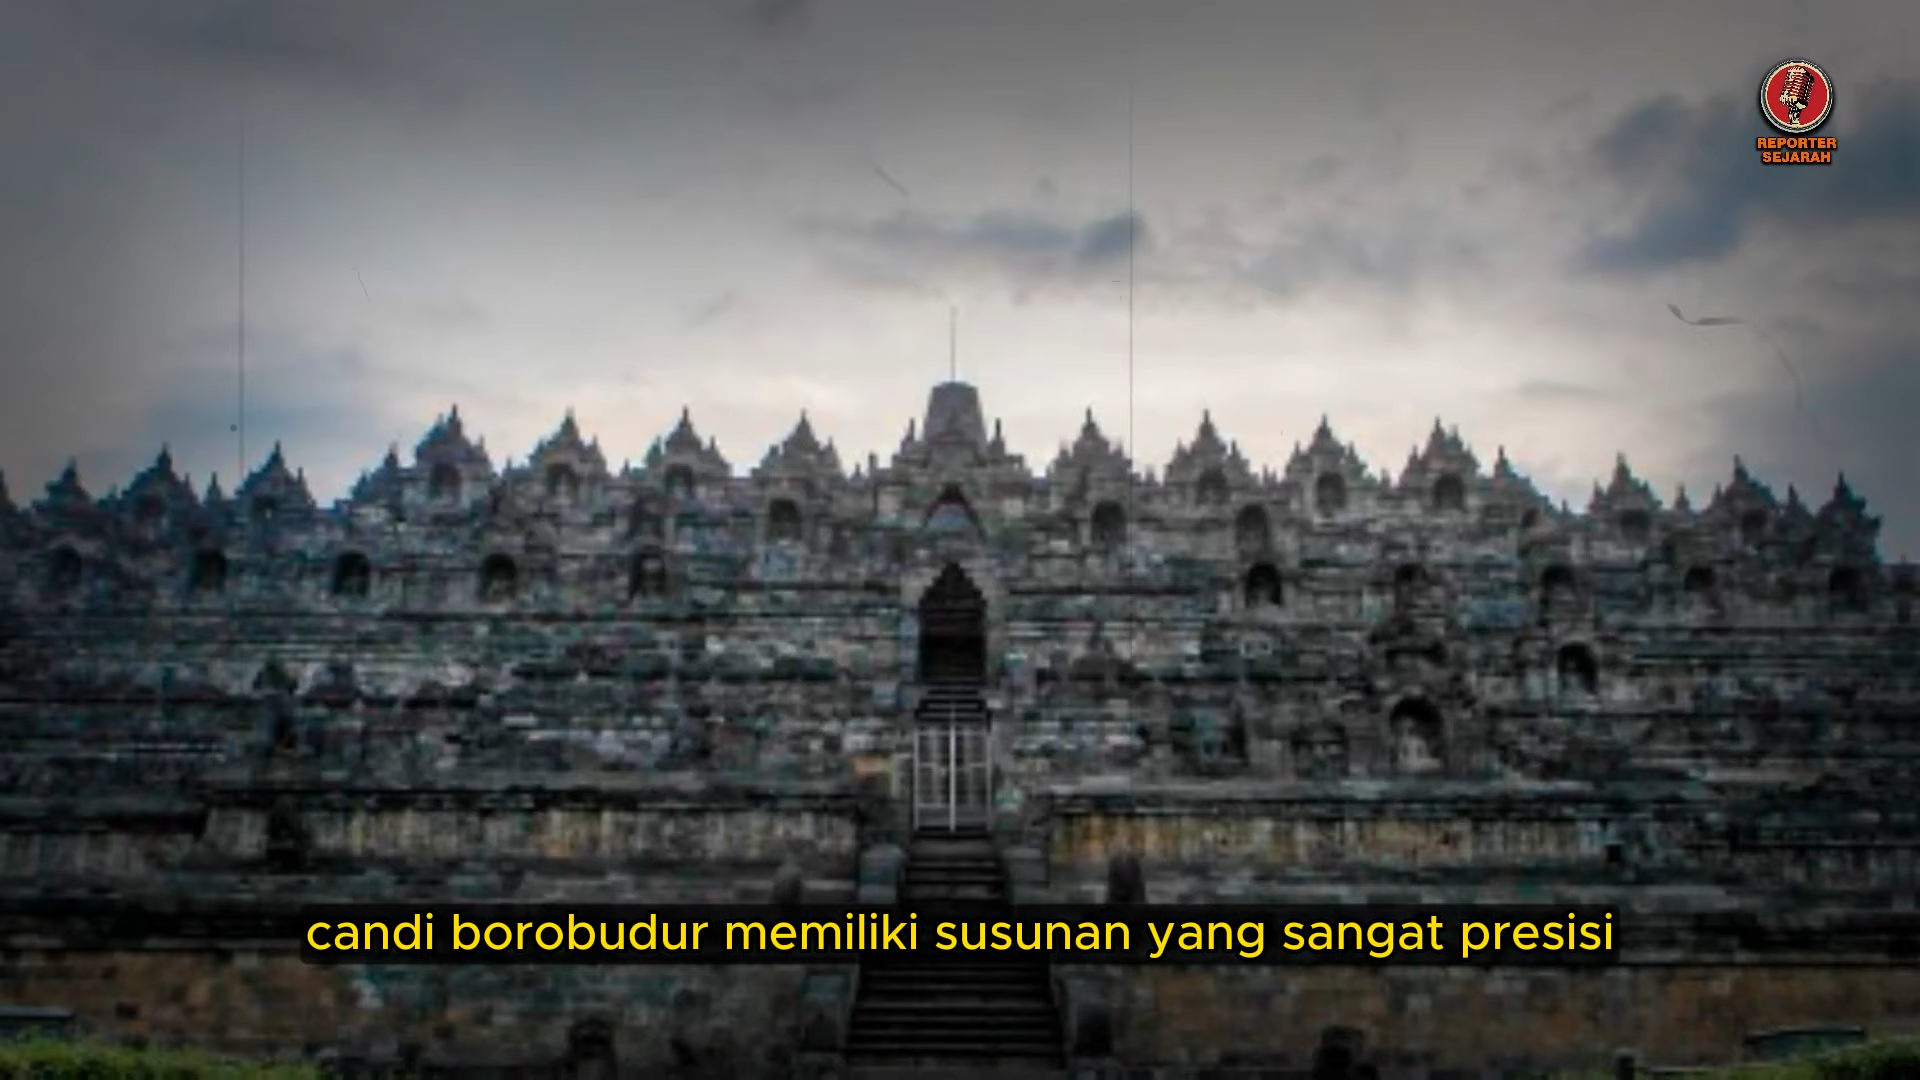 REPORTER
SEJARAH
candi borobudur memiliki susunan yang sangat presisi